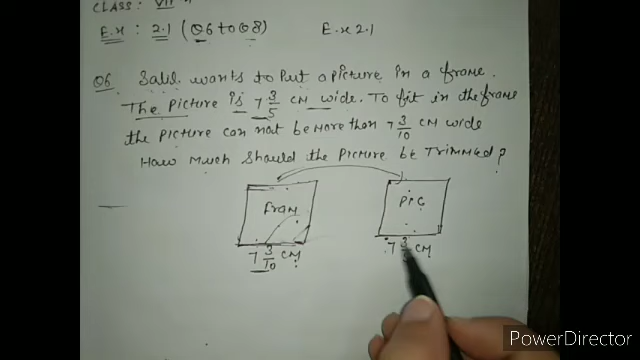 CLASS: VII
Ex: 2.1 (Q6 to Q8) Ex 2.1
Q6 Salil wants to Put a picture in a frame.
The Picture is 7 3/5 CM wide. To fit in the frame
the picture can not be More than 7 3/10 CM wide
How Much should the Picture be Trimmed?
Fram PIC
7 3/10 CM 7 3/ CM
PowerDirector